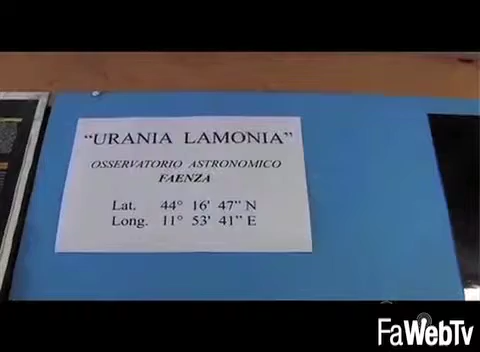 “URANIA LAMONIA”
OSSERVATORIO ASTRONOMICO
FAENZA
Lat. 44° 16' 47” N
Long. 11° 53' 41” E
FaWebTv